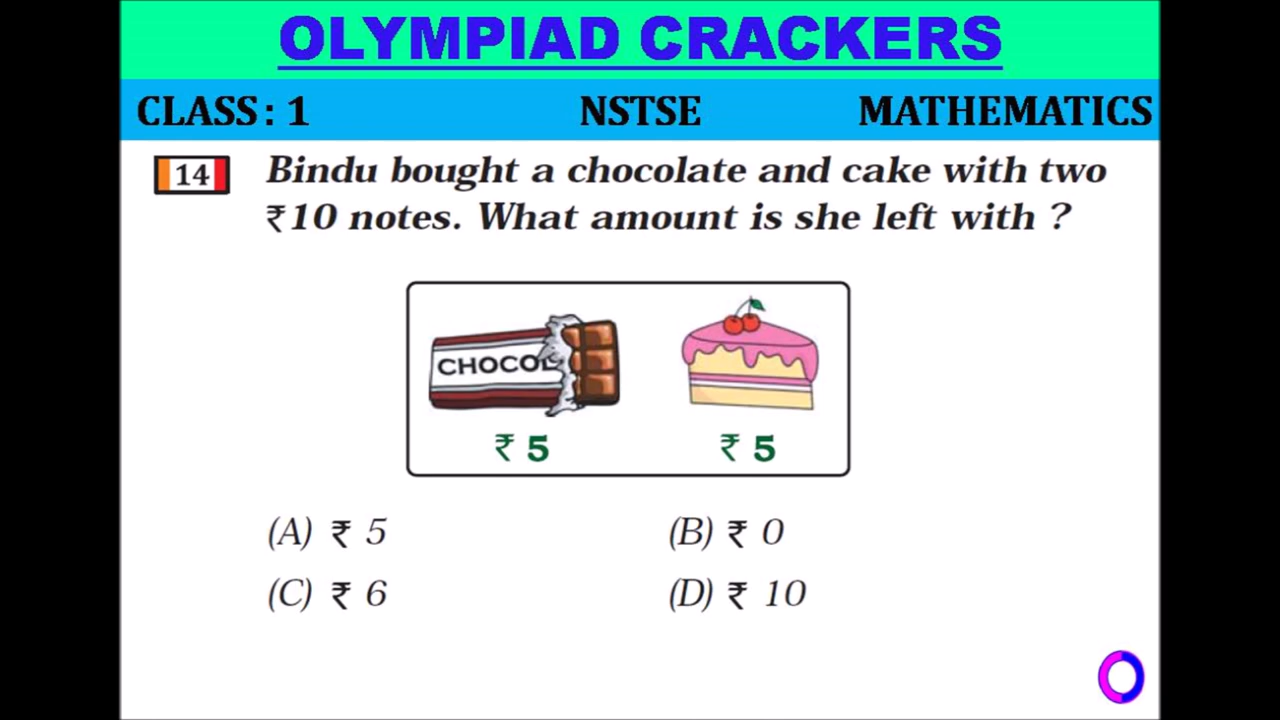 OLYMPIAD CRACKERS
CLASS : 1 NSTSE MATHEMATICS
14 Bindu bought a chocolate and cake with two
₹10 notes. What amount is she left with ?
CHOCOL
₹ 5 ₹ 5
(A) ₹ 5 (B) ₹ 0
(C) ₹ 6 (D) ₹ 10